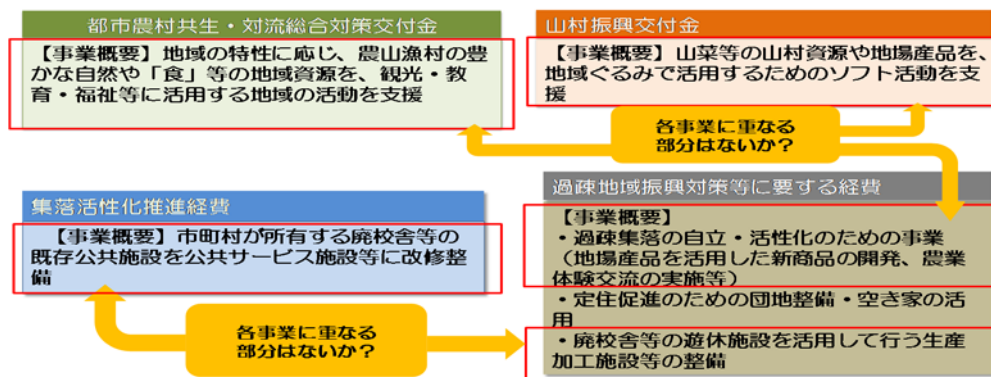 都市農村共生・対流総合対策交付金
【事業概要】地域の特性に応じ、農山漁村の豊
かな自然や「食」等の地域資源を、観光・教
育・福祉等に活用する地域の活動を支援
山村振興交付金
【事業概要】山菜等の山村資源や地場産品を、
地域ぐるみで活用するためのソフト活動を支
援
各事業に重なる
部分はないか？
集落活性化推進経費
【事業概要】市町村が所有する廃校舎等の
既存公共施設を公共サービス施設等に改修整
備
過疎地域振興対策等に要する経費
【事業概要】
・過疎集落の自立・活性化のための事業
（地場産品を活用した新商品の開発、農業
体験交流の実施等）
・定住促進のための団地整備・空き家の活
用
・廃校舎等の遊休施設を活用して行う生産
加工施設等の整備
各事業に重なる
部分はないか？